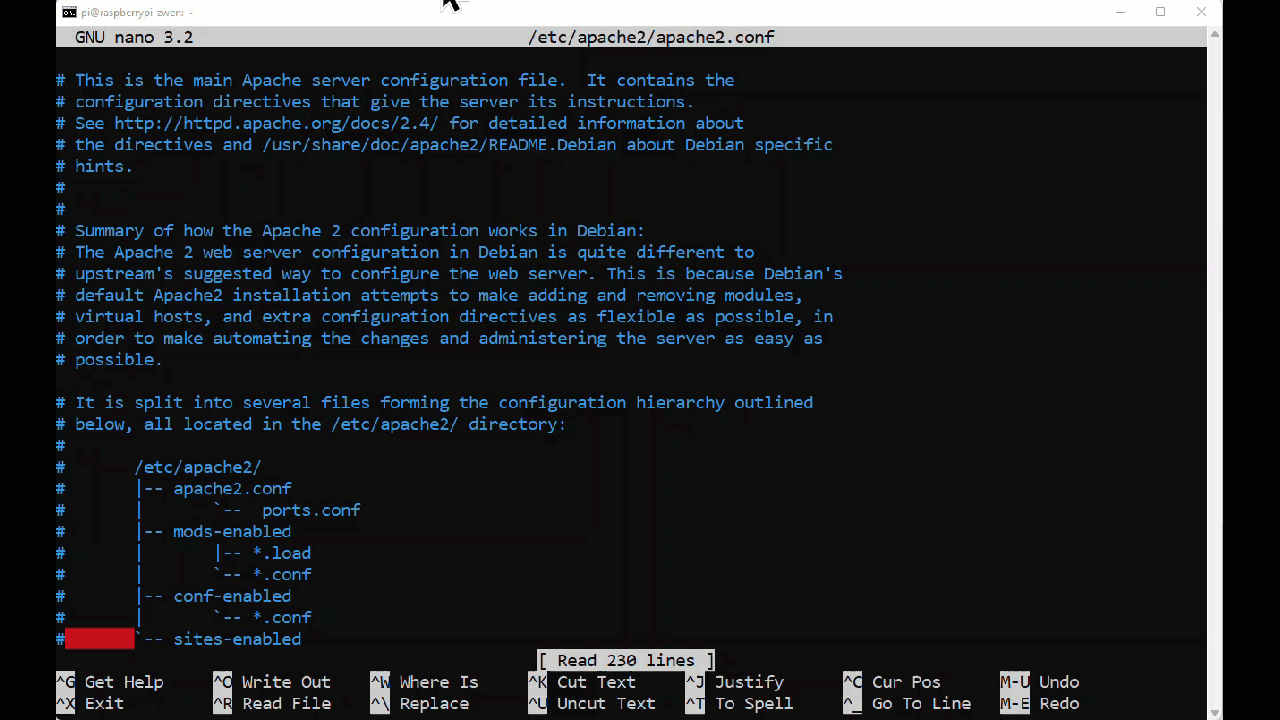 pi@raspberrypi-zwen: ~
GNU nano 3.2 /etc/apache2/apache2.conf
# This is the main Apache server configuration file.  It contains the
# configuration directives that give the server its instructions.
# See http://httpd.apache.org/docs/2.4/ for detailed information about
# the directives and /usr/share/doc/apache2/README.Debian about Debian specific
# hints.
#
#
# Summary of how the Apache 2 configuration works in Debian:
# The Apache 2 web server configuration in Debian is quite different to
# upstream's suggested way to configure the web server. This is because Debian's
# default Apache2 installation attempts to make adding and removing modules,
# virtual hosts, and extra configuration directives as flexible as possible, in
# order to make automating the changes and administering the server as easy as
# possible.
# It is split into several files forming the configuration hierarchy outlined
# below, all located in the /etc/apache2/ directory:
#
#       /etc/apache2/
#       |-- apache2.conf
#       |       `--  ports.conf
#       |-- mods-enabled
#       |       |-- *.load
#       |       `-- *.conf
#       |-- conf-enabled
#       |       `-- *.conf
#       `-- sites-enabled
[ Read 230 lines ]
^G Get Help ^O Write Out ^W Where Is ^K Cut Text ^J Justify ^C Cur Pos M-U Undo
^X Exit ^R Read File ^\ Replace ^U Uncut Text ^T To Spell ^_ Go To Line M-E Redo